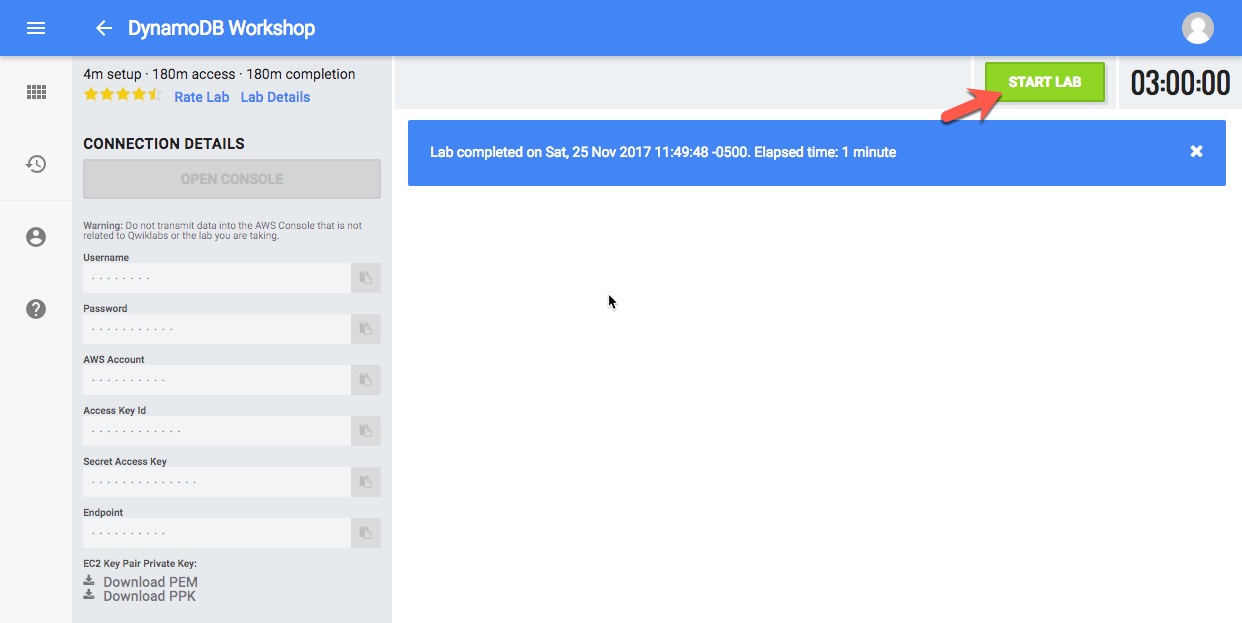 DynamoDB Workshop
4m setup · 180m access · 180m completion
Rate Lab Lab Details
START LAB
03:00:00
CONNECTION DETAILS
OPEN CONSOLE
Lab completed on Sat, 25 Nov 2017 11:49:48 -0500. Elapsed time: 1 minute
Warning: Do not transmit data into the AWS Console that is not
related to Qwiklabs or the lab you are taking.
Username
Password
AWS Account
Access Key Id
Secret Access Key
Endpoint
EC2 Key Pair Private Key:
Download PEM
Download PPK